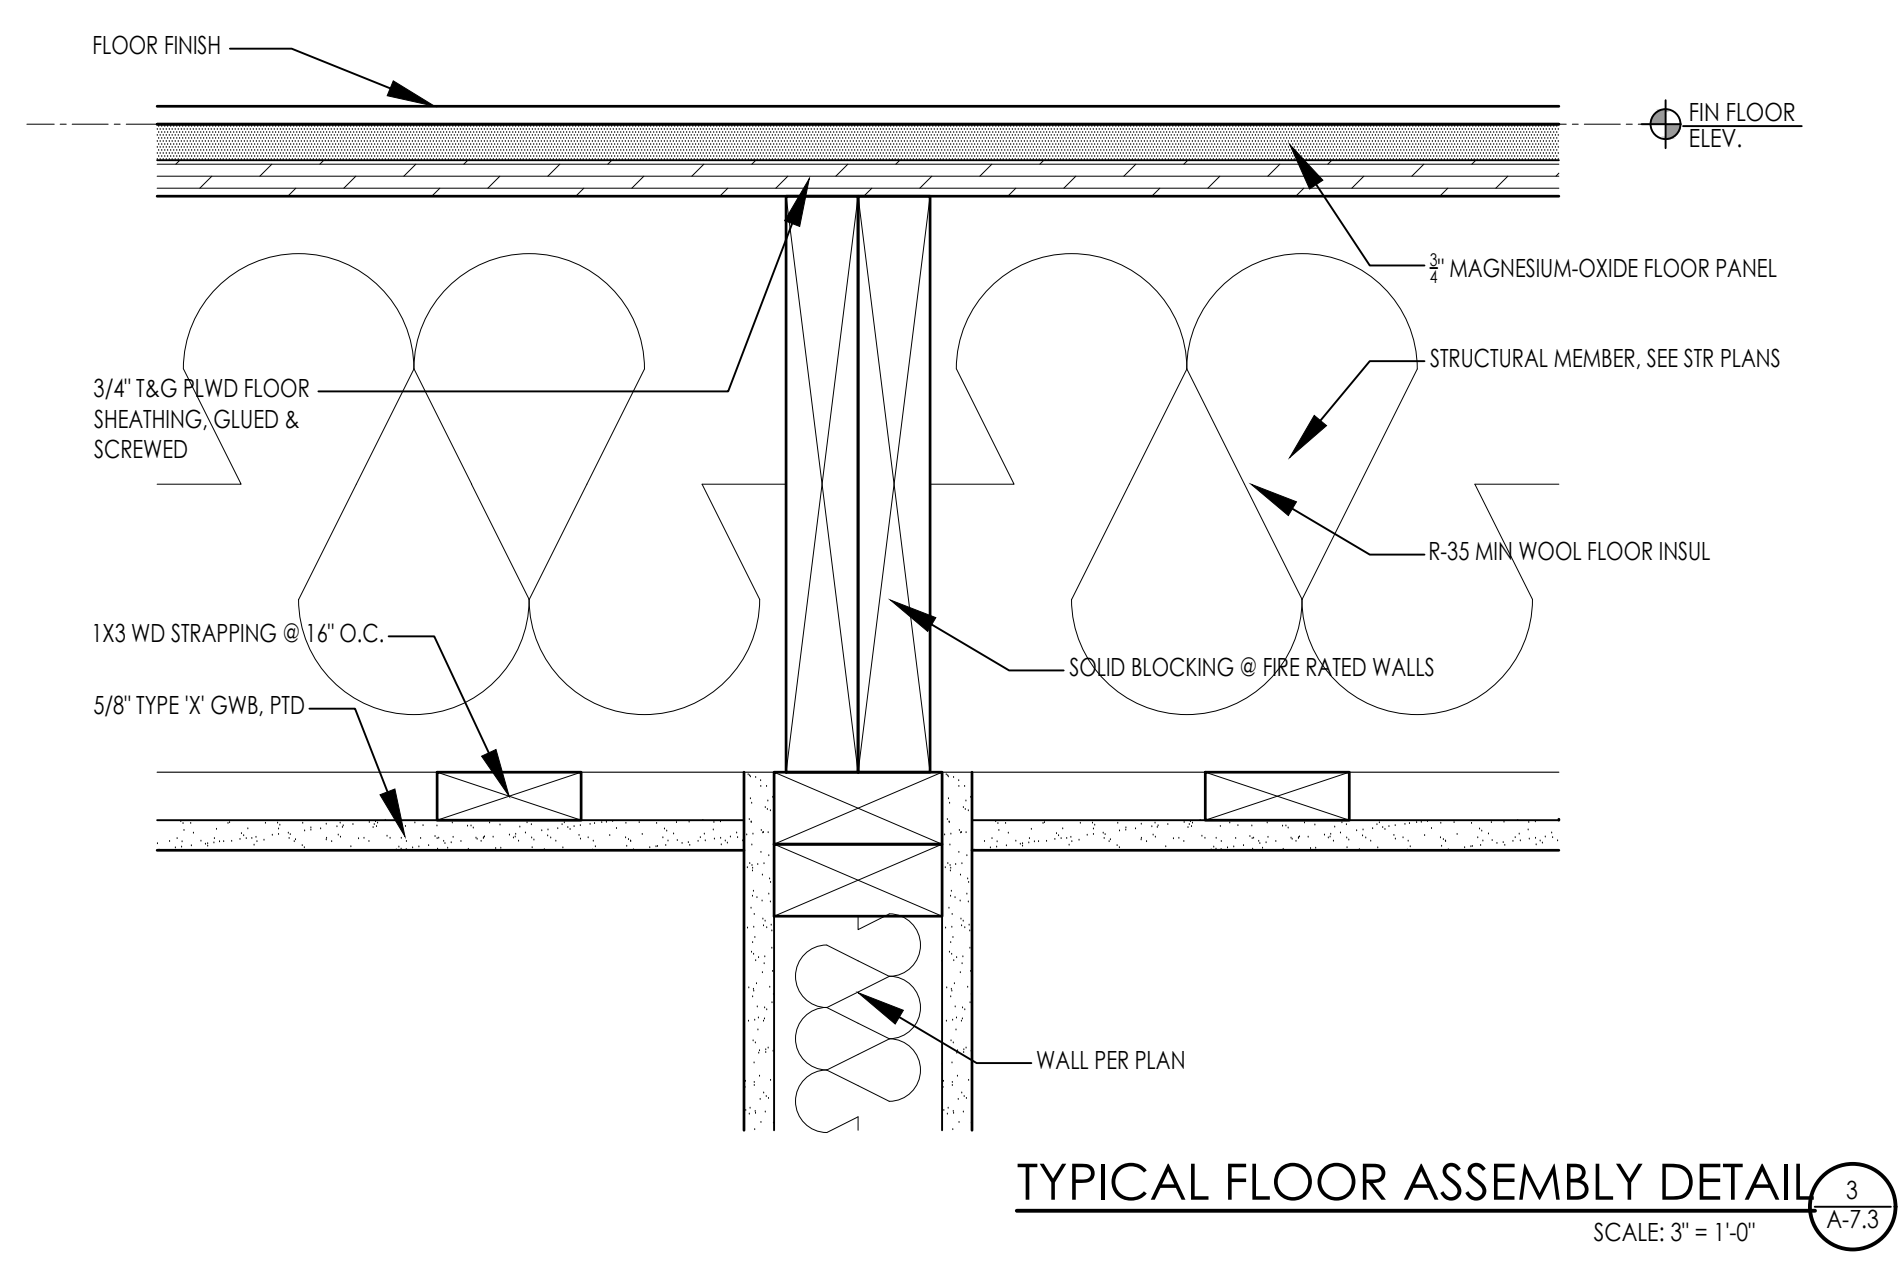 FLOOR FINISH
FIN FLOOR
ELEV.
3/4" MAGNESIUM-OXIDE FLOOR PANEL
STRUCTURAL MEMBER, SEE STR PLANS
3/4" T&G PLWD FLOOR
SHEATHING, GLUED &
SCREWED
R-35 MIN WOOL FLOOR INSUL
1X3 WD STRAPPING @ 16" O.C.
SOLID BLOCKING @ FIRE RATED WALLS
5/8" TYPE 'X' GWB, PTD
WALL PER PLAN
TYPICAL FLOOR ASSEMBLY DETAIL
3
A-7.3
SCALE: 3" = 1'-0"